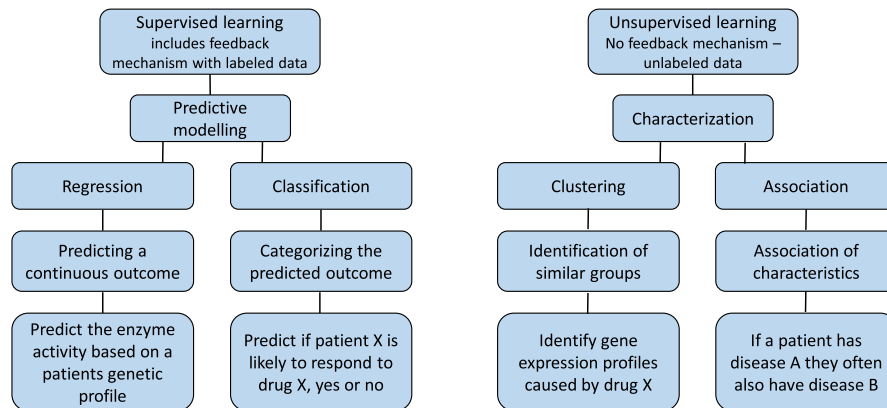 Supervised learning
includes feedback
mechanism with labeled data
Predictive
modelling
Regression
Classification
Predicting a
continuous outcome
Categorizing the
predicted outcome
Predict the enzyme
activity based on a
patients genetic
profile
Predict if patient X is
likely to respond to
drug X, yes or no
Unsupervised learning
No feedback mechanism –
unlabeled data
Characterization
Clustering
Association
Identification of
similar groups
Association of
characteristics
Identify gene
expression profiles
caused by drug X
If a patient has
disease A they often
also have disease B